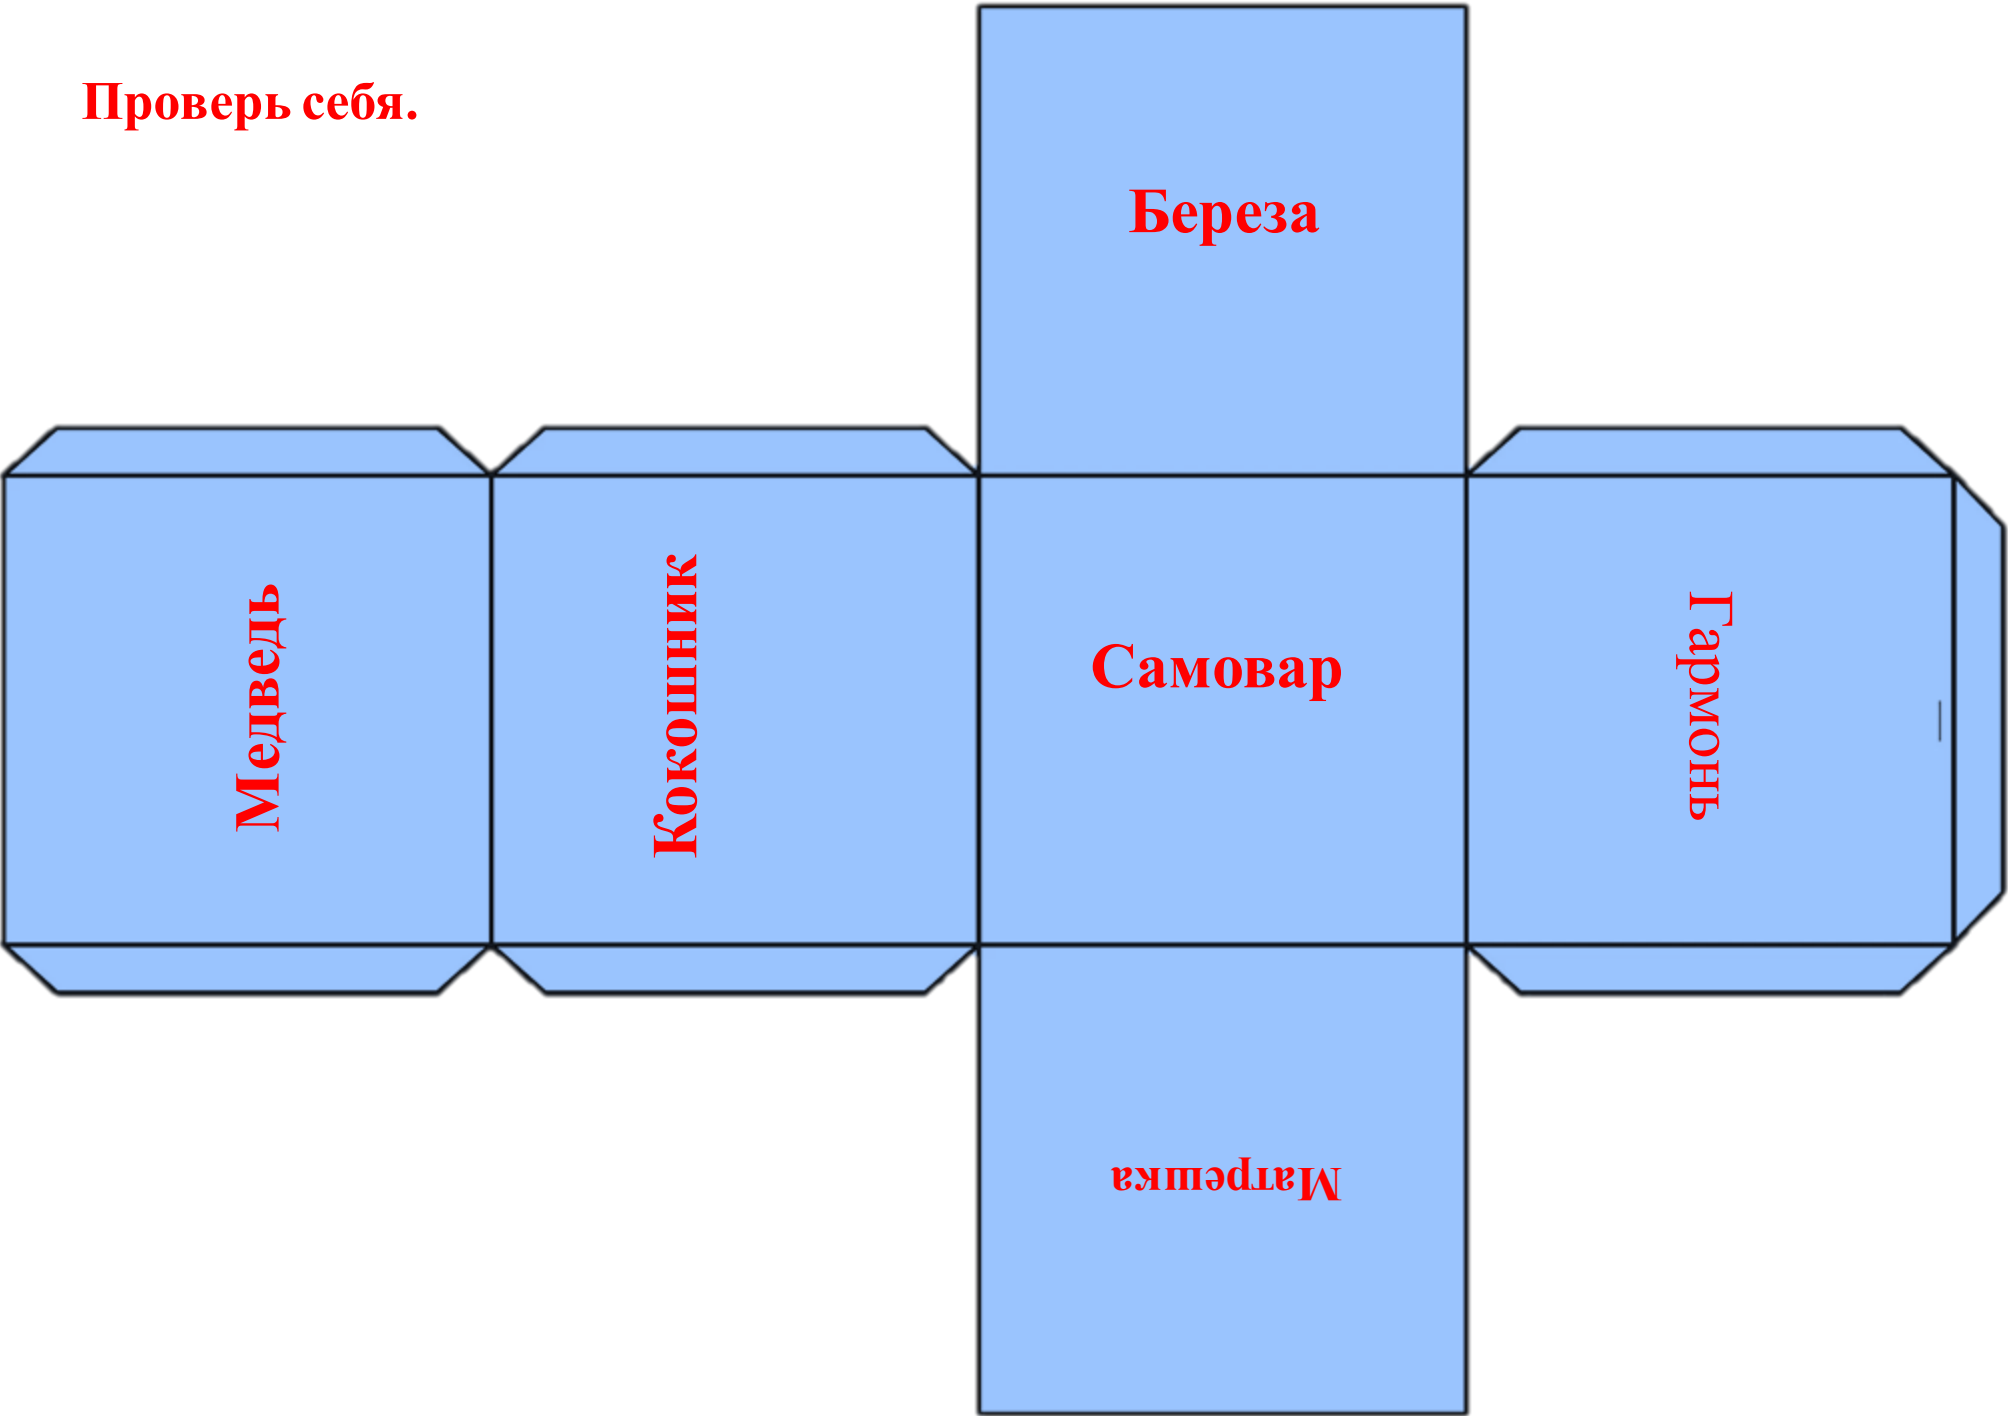 Проверь себя.
Береза
Медведь
Кокошник
Самовар
Гармонь
Матрешка